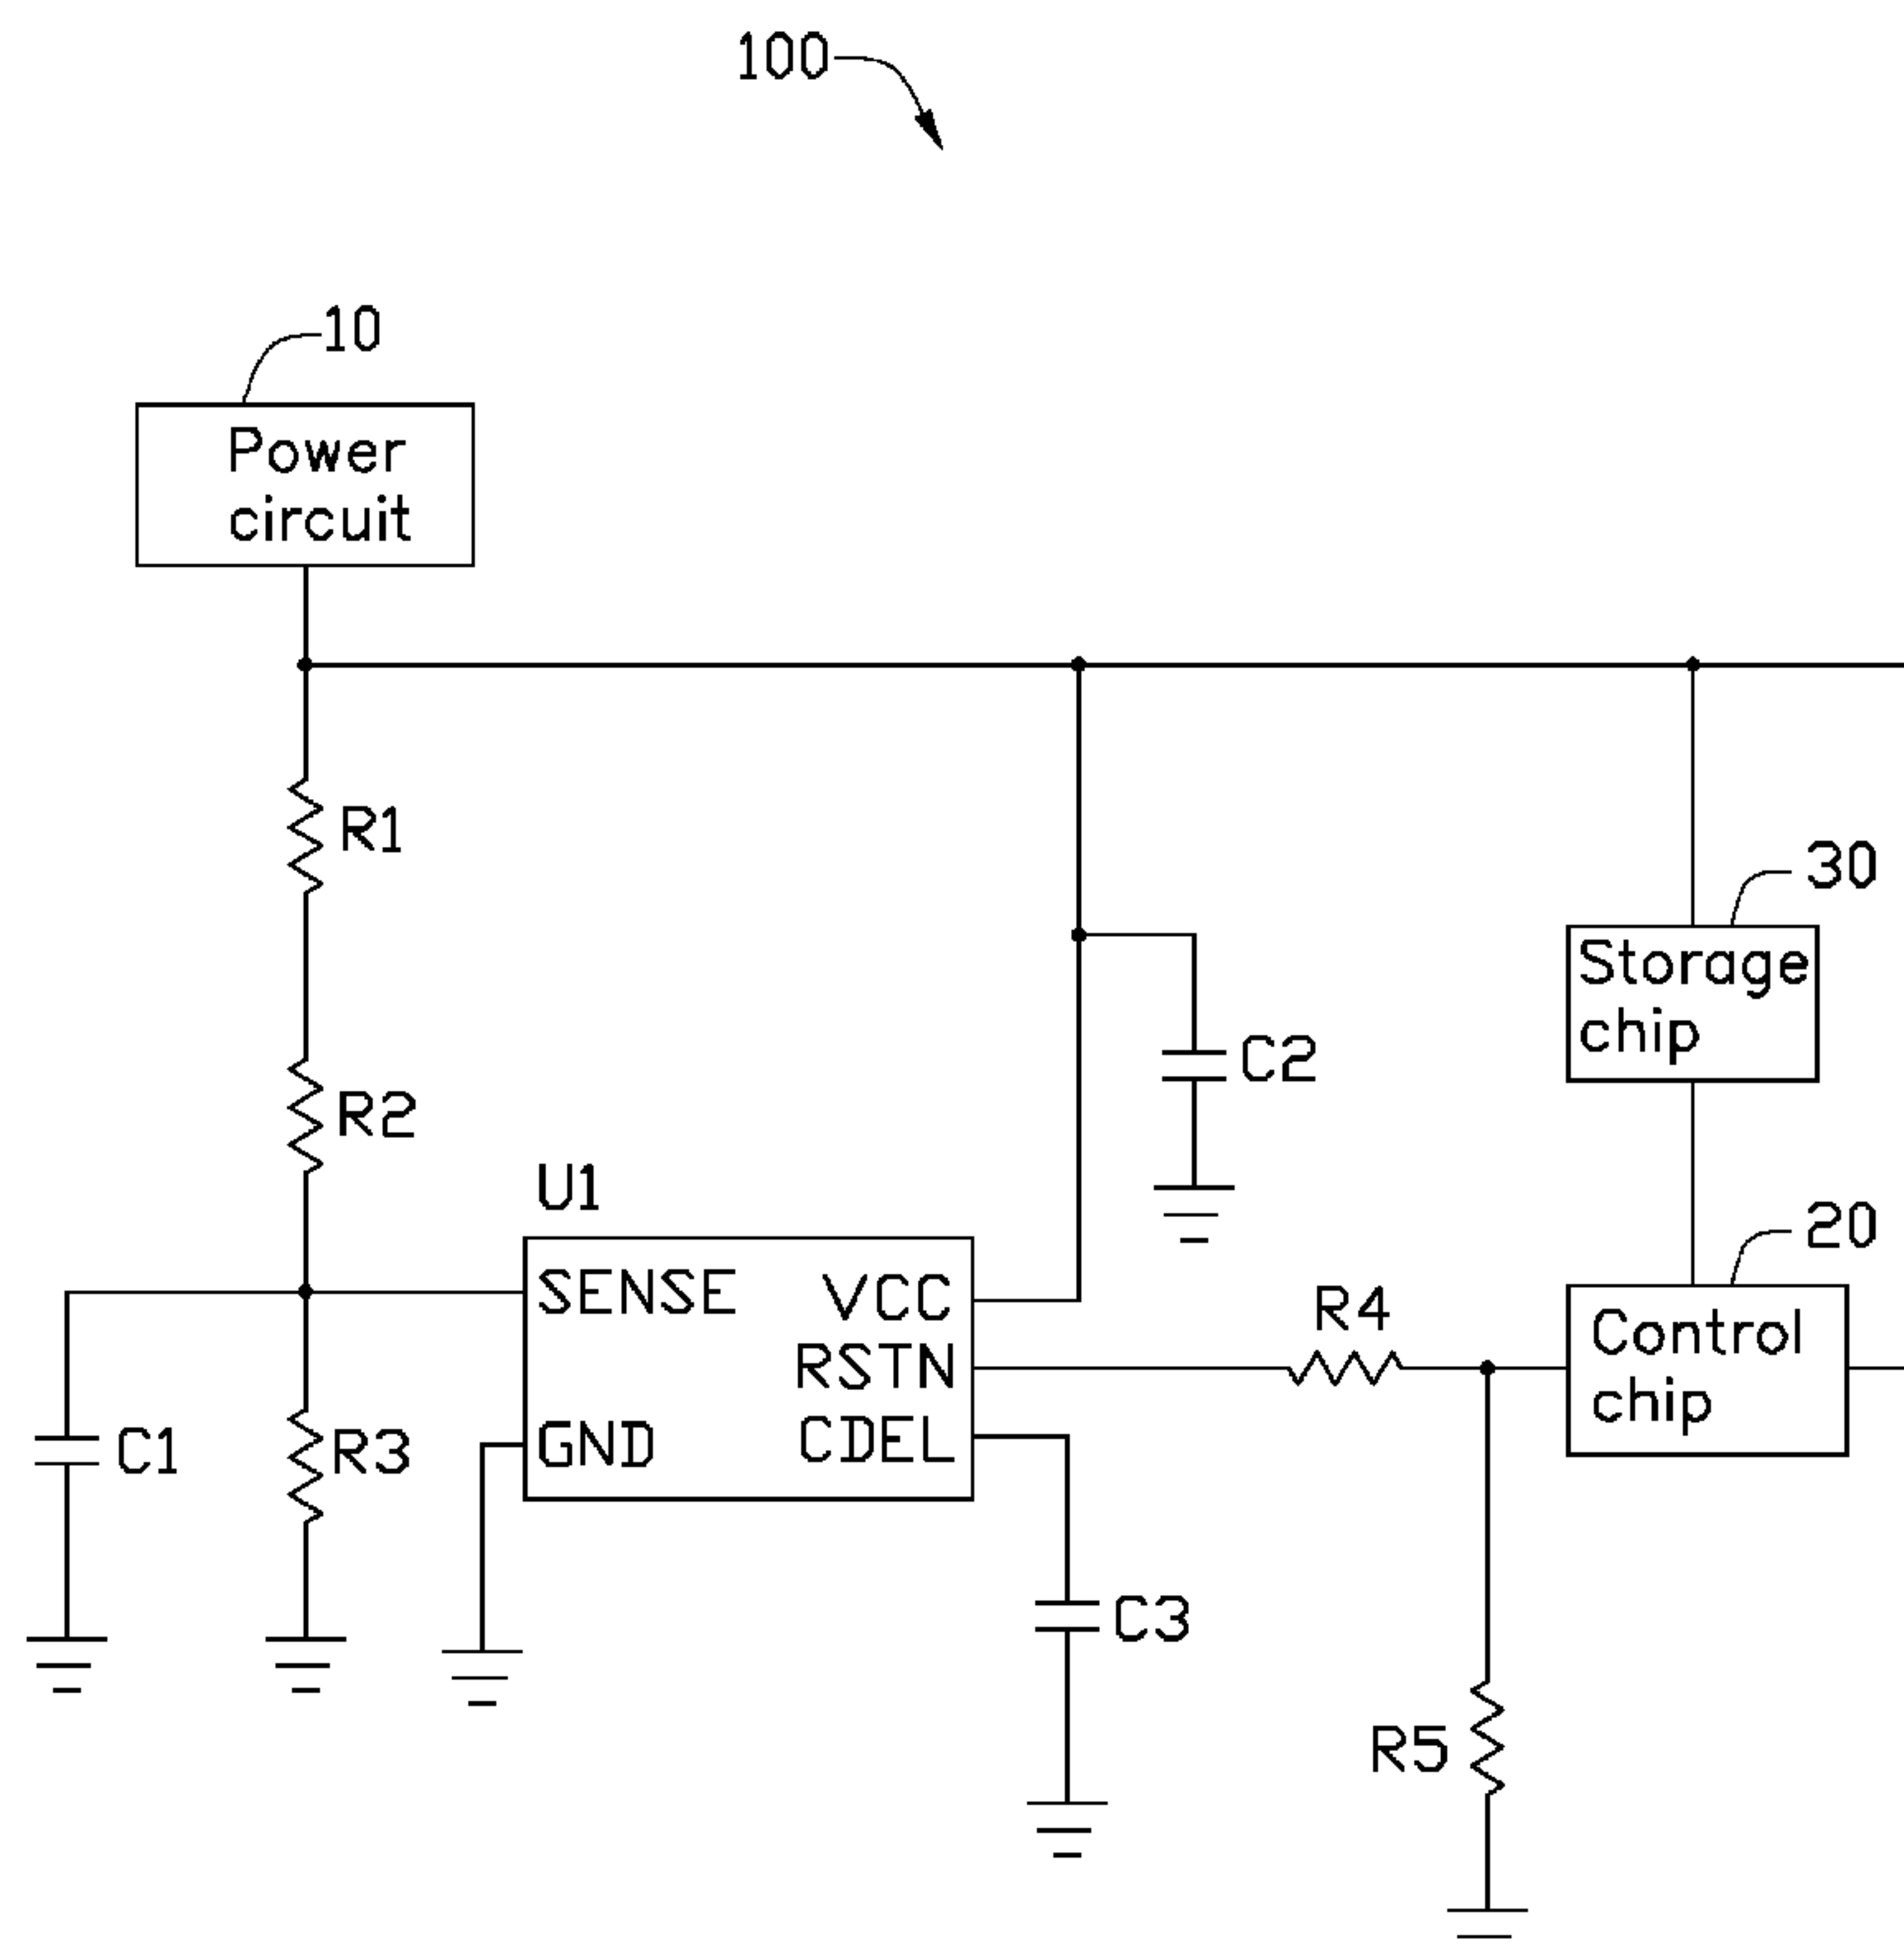 100
10
Power
circuit
R1
30
Storage
chip
C2
R2
U1
20
SENSE
VCC
R4
Control
chip
RSTN
GND
CDEL
C1
R3
C3
R5